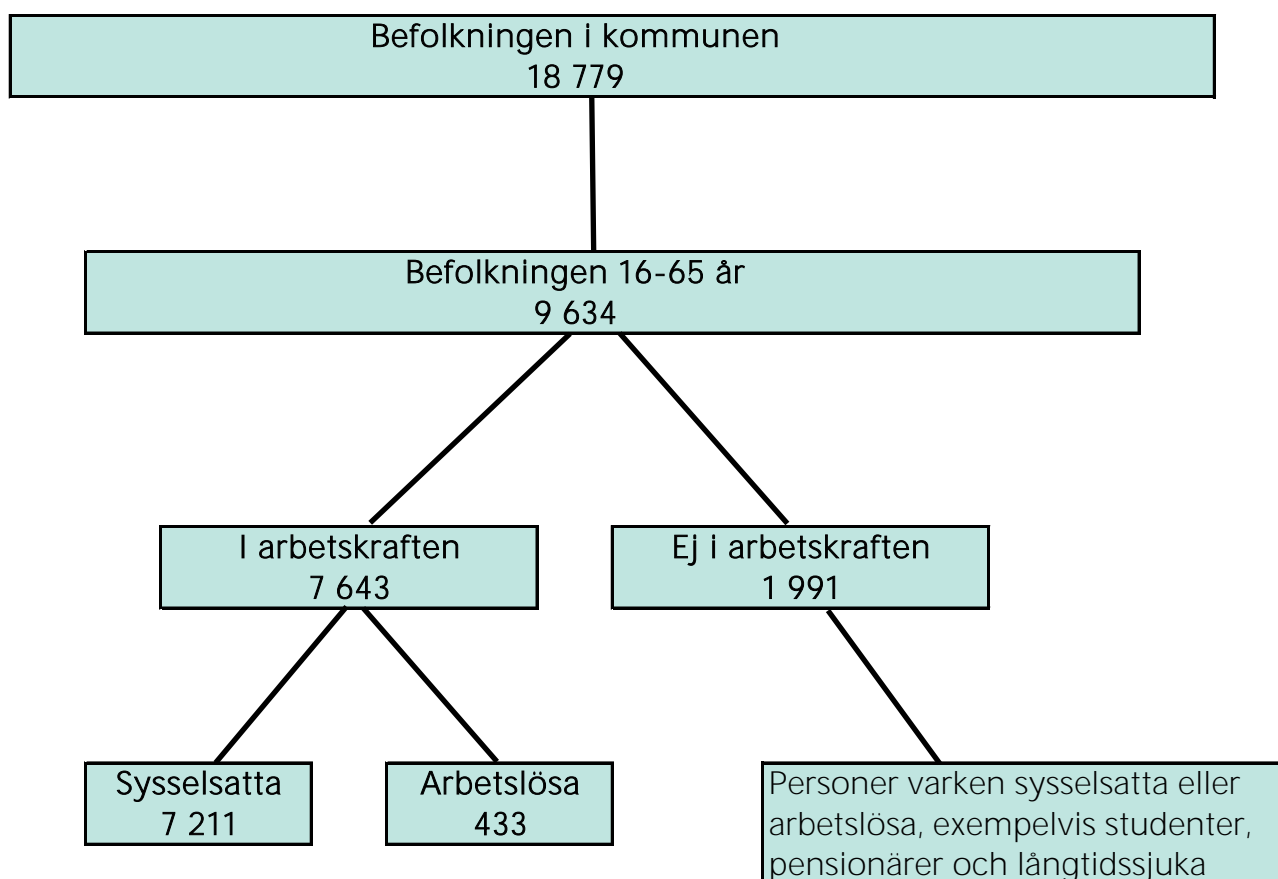 Befolkningen i kommunen
18 779
Befolkningen 16-65 år
9 634
I arbetskraften
7 643
Ej i arbetskraften
1 991
Sysselsatta
7 211
Arbetslösa
433
Personer varken sysselsatta eller
arbetslösa, exempelvis studenter,
pensionärer och långtidssjuka